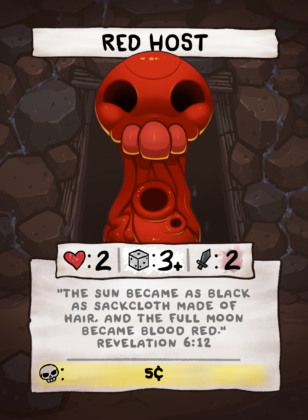 RED HOST
:2 :3+ :2
"THE SUN BECAME AS BLACK
AS SACKCLOTH MADE OF
HAIR, AND THE FULL MOON
BECAME BLOOD RED."
REVELATION 6:12
: 5¢